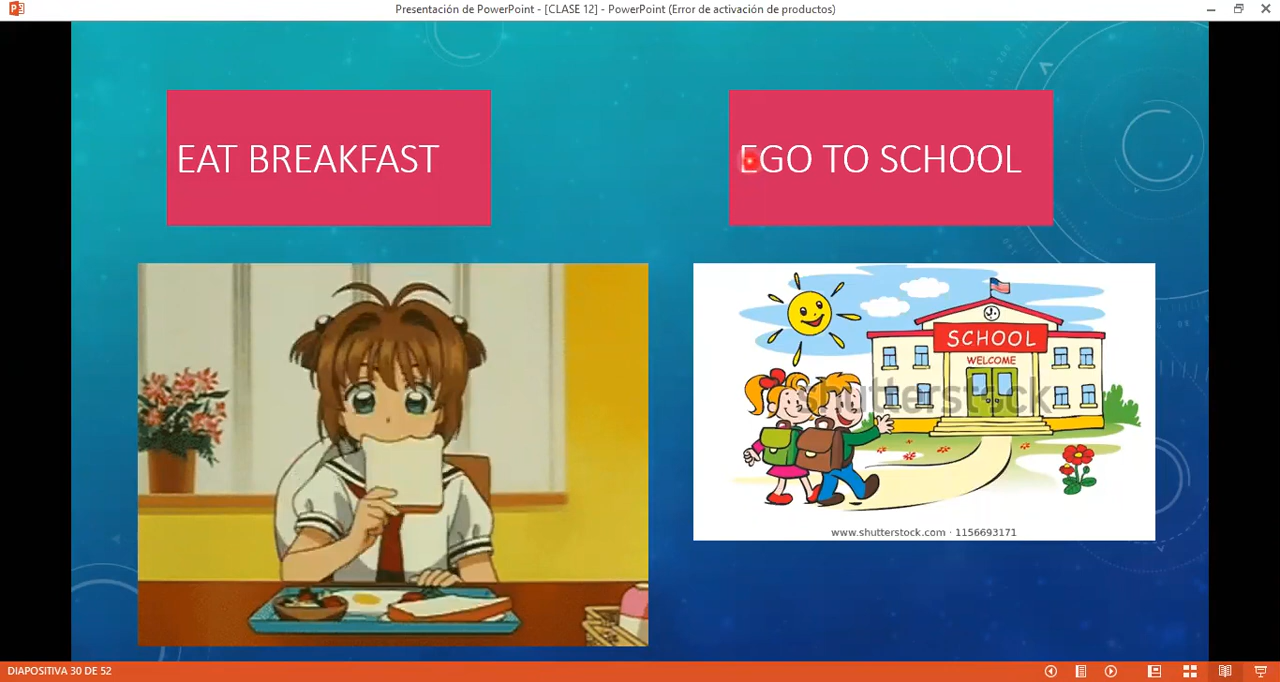 Presentación de PowerPoint - [CLASE 12] - PowerPoint (Error de activación de productos)
EAT BREAKFAST
EGO TO SCHOOL
SCHOOL
WELCOME
shutterstock
www.shutterstock.com · 1156693171
DIAPOSITIVA 30 DE 52